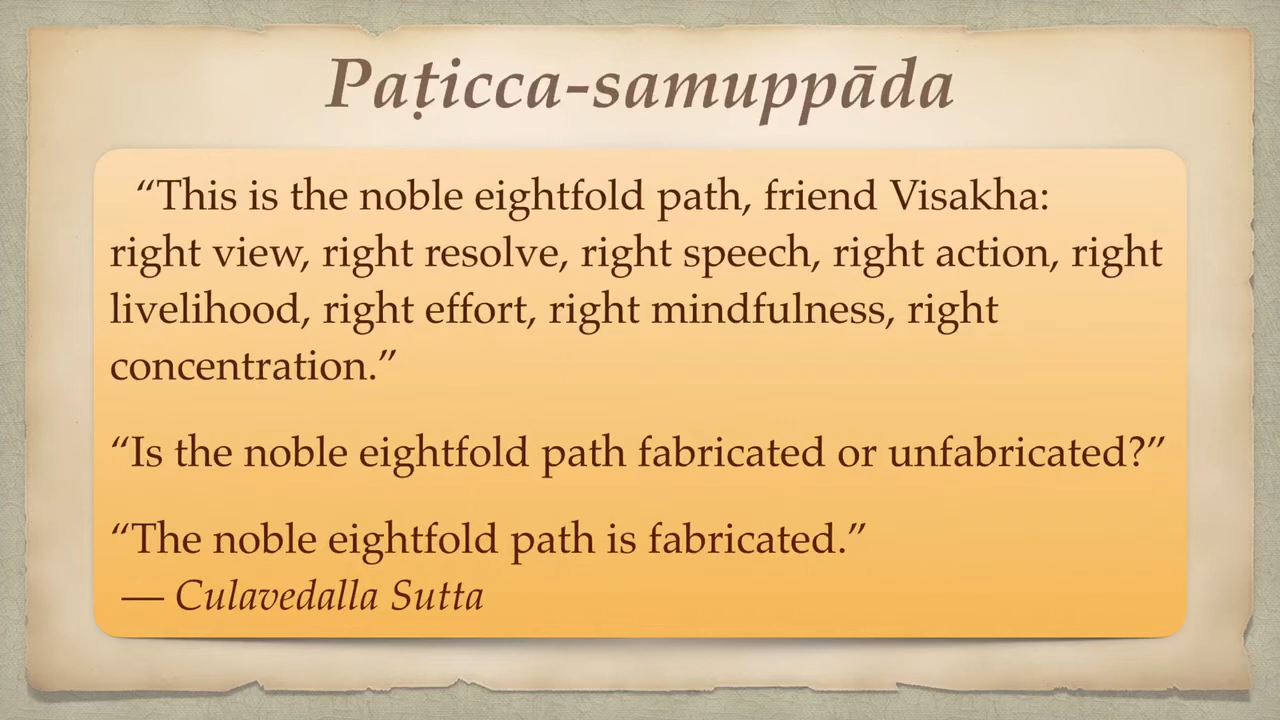 Paṭicca-samuppāda
“This is the noble eightfold path, friend Visakha:
right view, right resolve, right speech, right action, right
livelihood, right effort, right mindfulness, right
concentration.”
“Is the noble eightfold path fabricated or unfabricated?”
“The noble eightfold path is fabricated.”
— Culavedalla Sutta